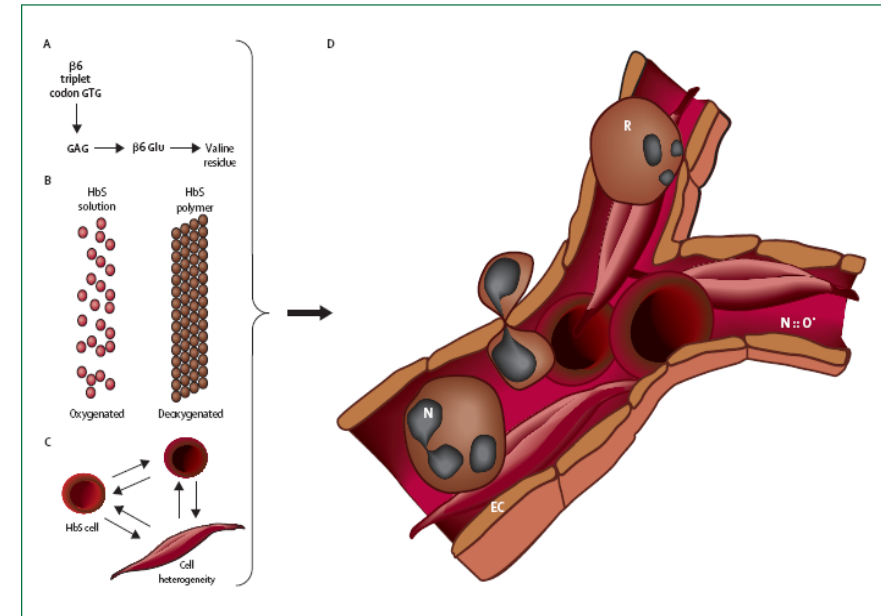 A
β6
triplet
codon GTG
GAG
β6 Glu
Valine
residue
B
HbS
solution
HbS
polymer
Oxygenated
Deoxygenated
C
HbS cell
Cell
heterogeneity
D
R
N :: O•
N
EC